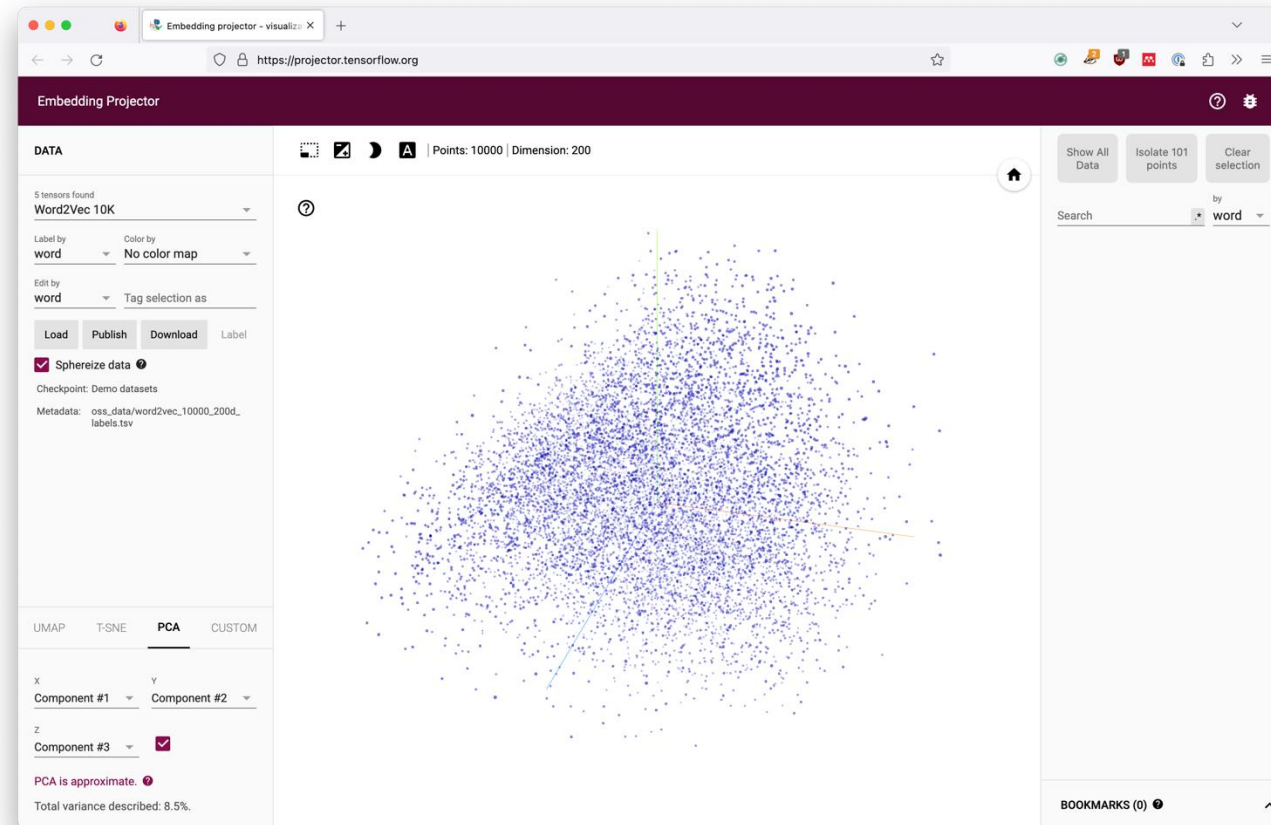 Embedding projector – visualiza
https://projector.tensorflow.org
2
1
Embedding Projector
DATA
5 tensors found
Word2Vec 10K
Label by
Color by
word
No color map
Edit by
word
Tag selection as
Load
Publish
Download
Label
Sphereize data
Checkpoint: Demo datasets
Metadata: oss_data/word2vec_10000_200d_
labels.tsv
UMAP
T-SNE
PCA
CUSTOM
X
Y
Component #1
Component #2
Z
Component #3
PCA is approximate.
Total variance described: 8.5%.
A
Points: 10000 | Dimension: 200
Show All
Data
Isolate 101
points
Clear
selection
Search
.*
by
word
BOOKMARKS (0)